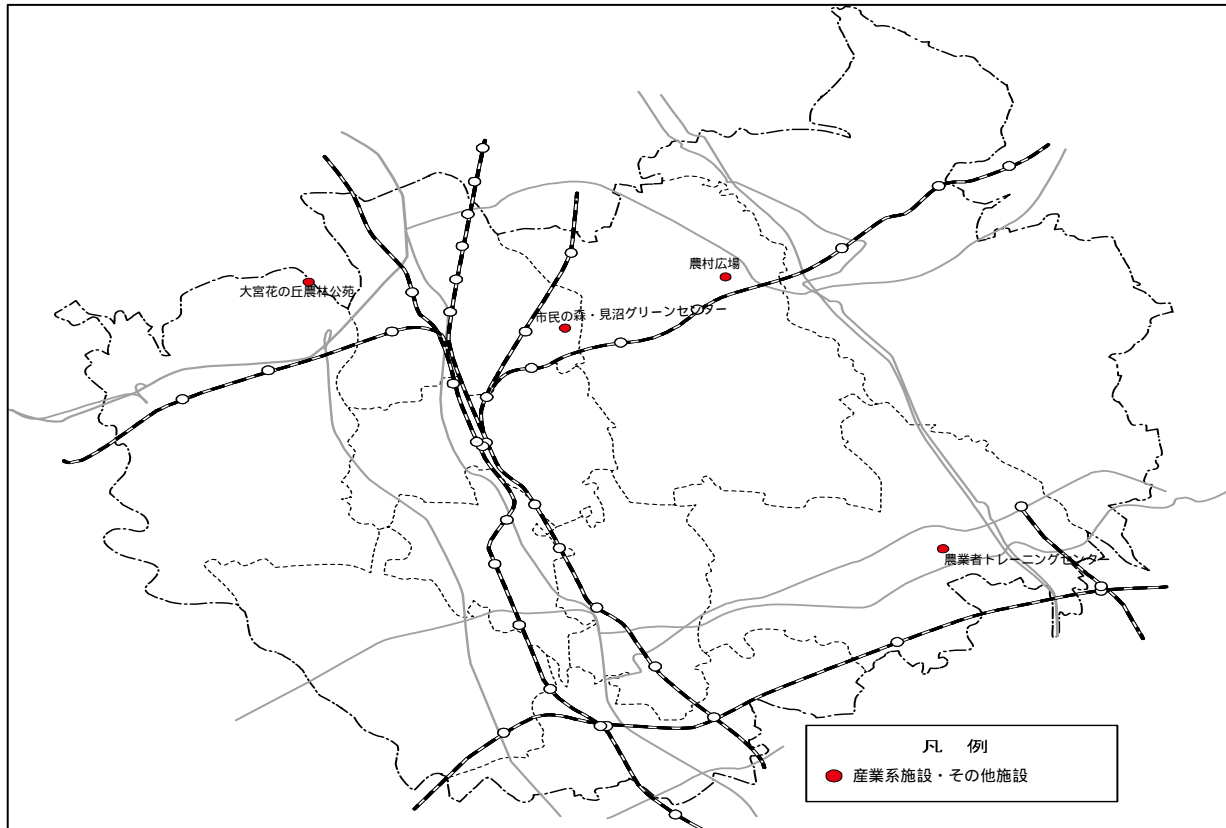 農村広場
大宮花の丘農林公苑
市民の森・見沼グリーンセンター
農業者トレーニングセンター
凡 例
産業系施設・その他施設